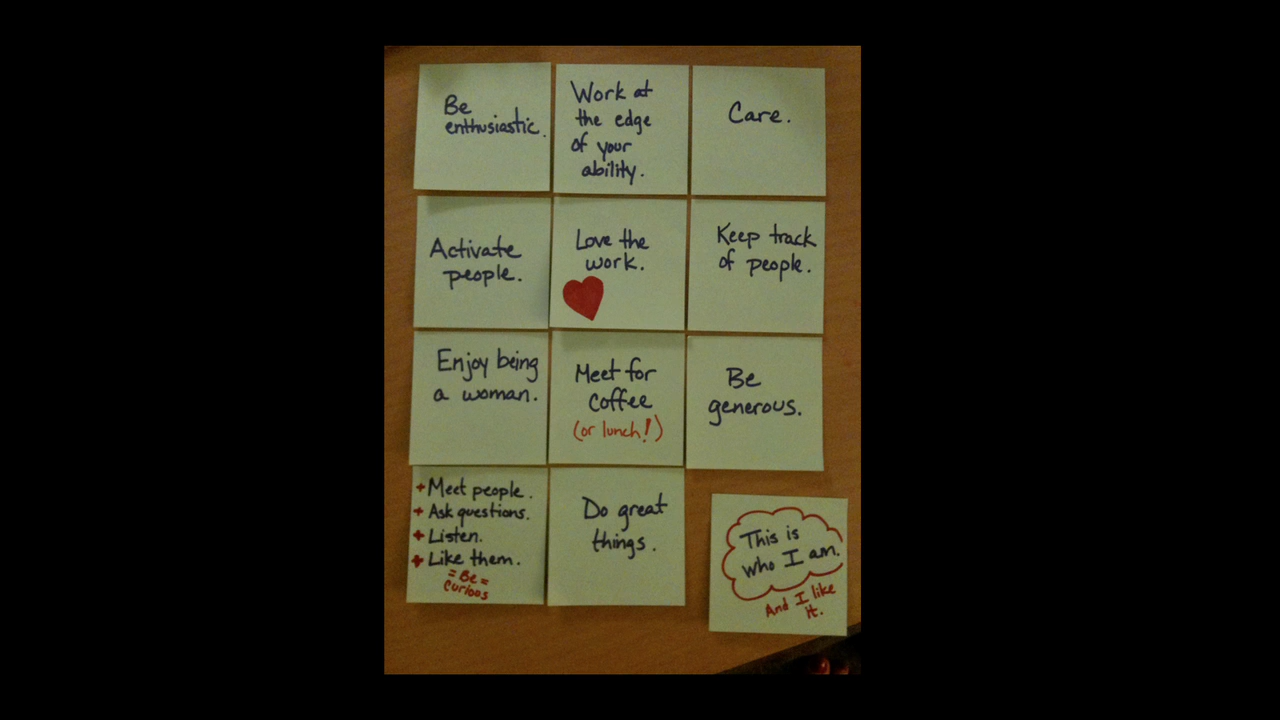 Be
enthusiastic.
Work at
the edge
of your
ability.
Care.
Activate
people.
Love the
work.
Keep track
of people.
Enjoy being
a woman.
Meet for
coffee
(or lunch!)
Be
generous.
+ Meet people.
+ Ask questions.
+ Listen.
+ Like them.
= Be =
curious
Do great
things.
This is
who I am.
And I like
it.